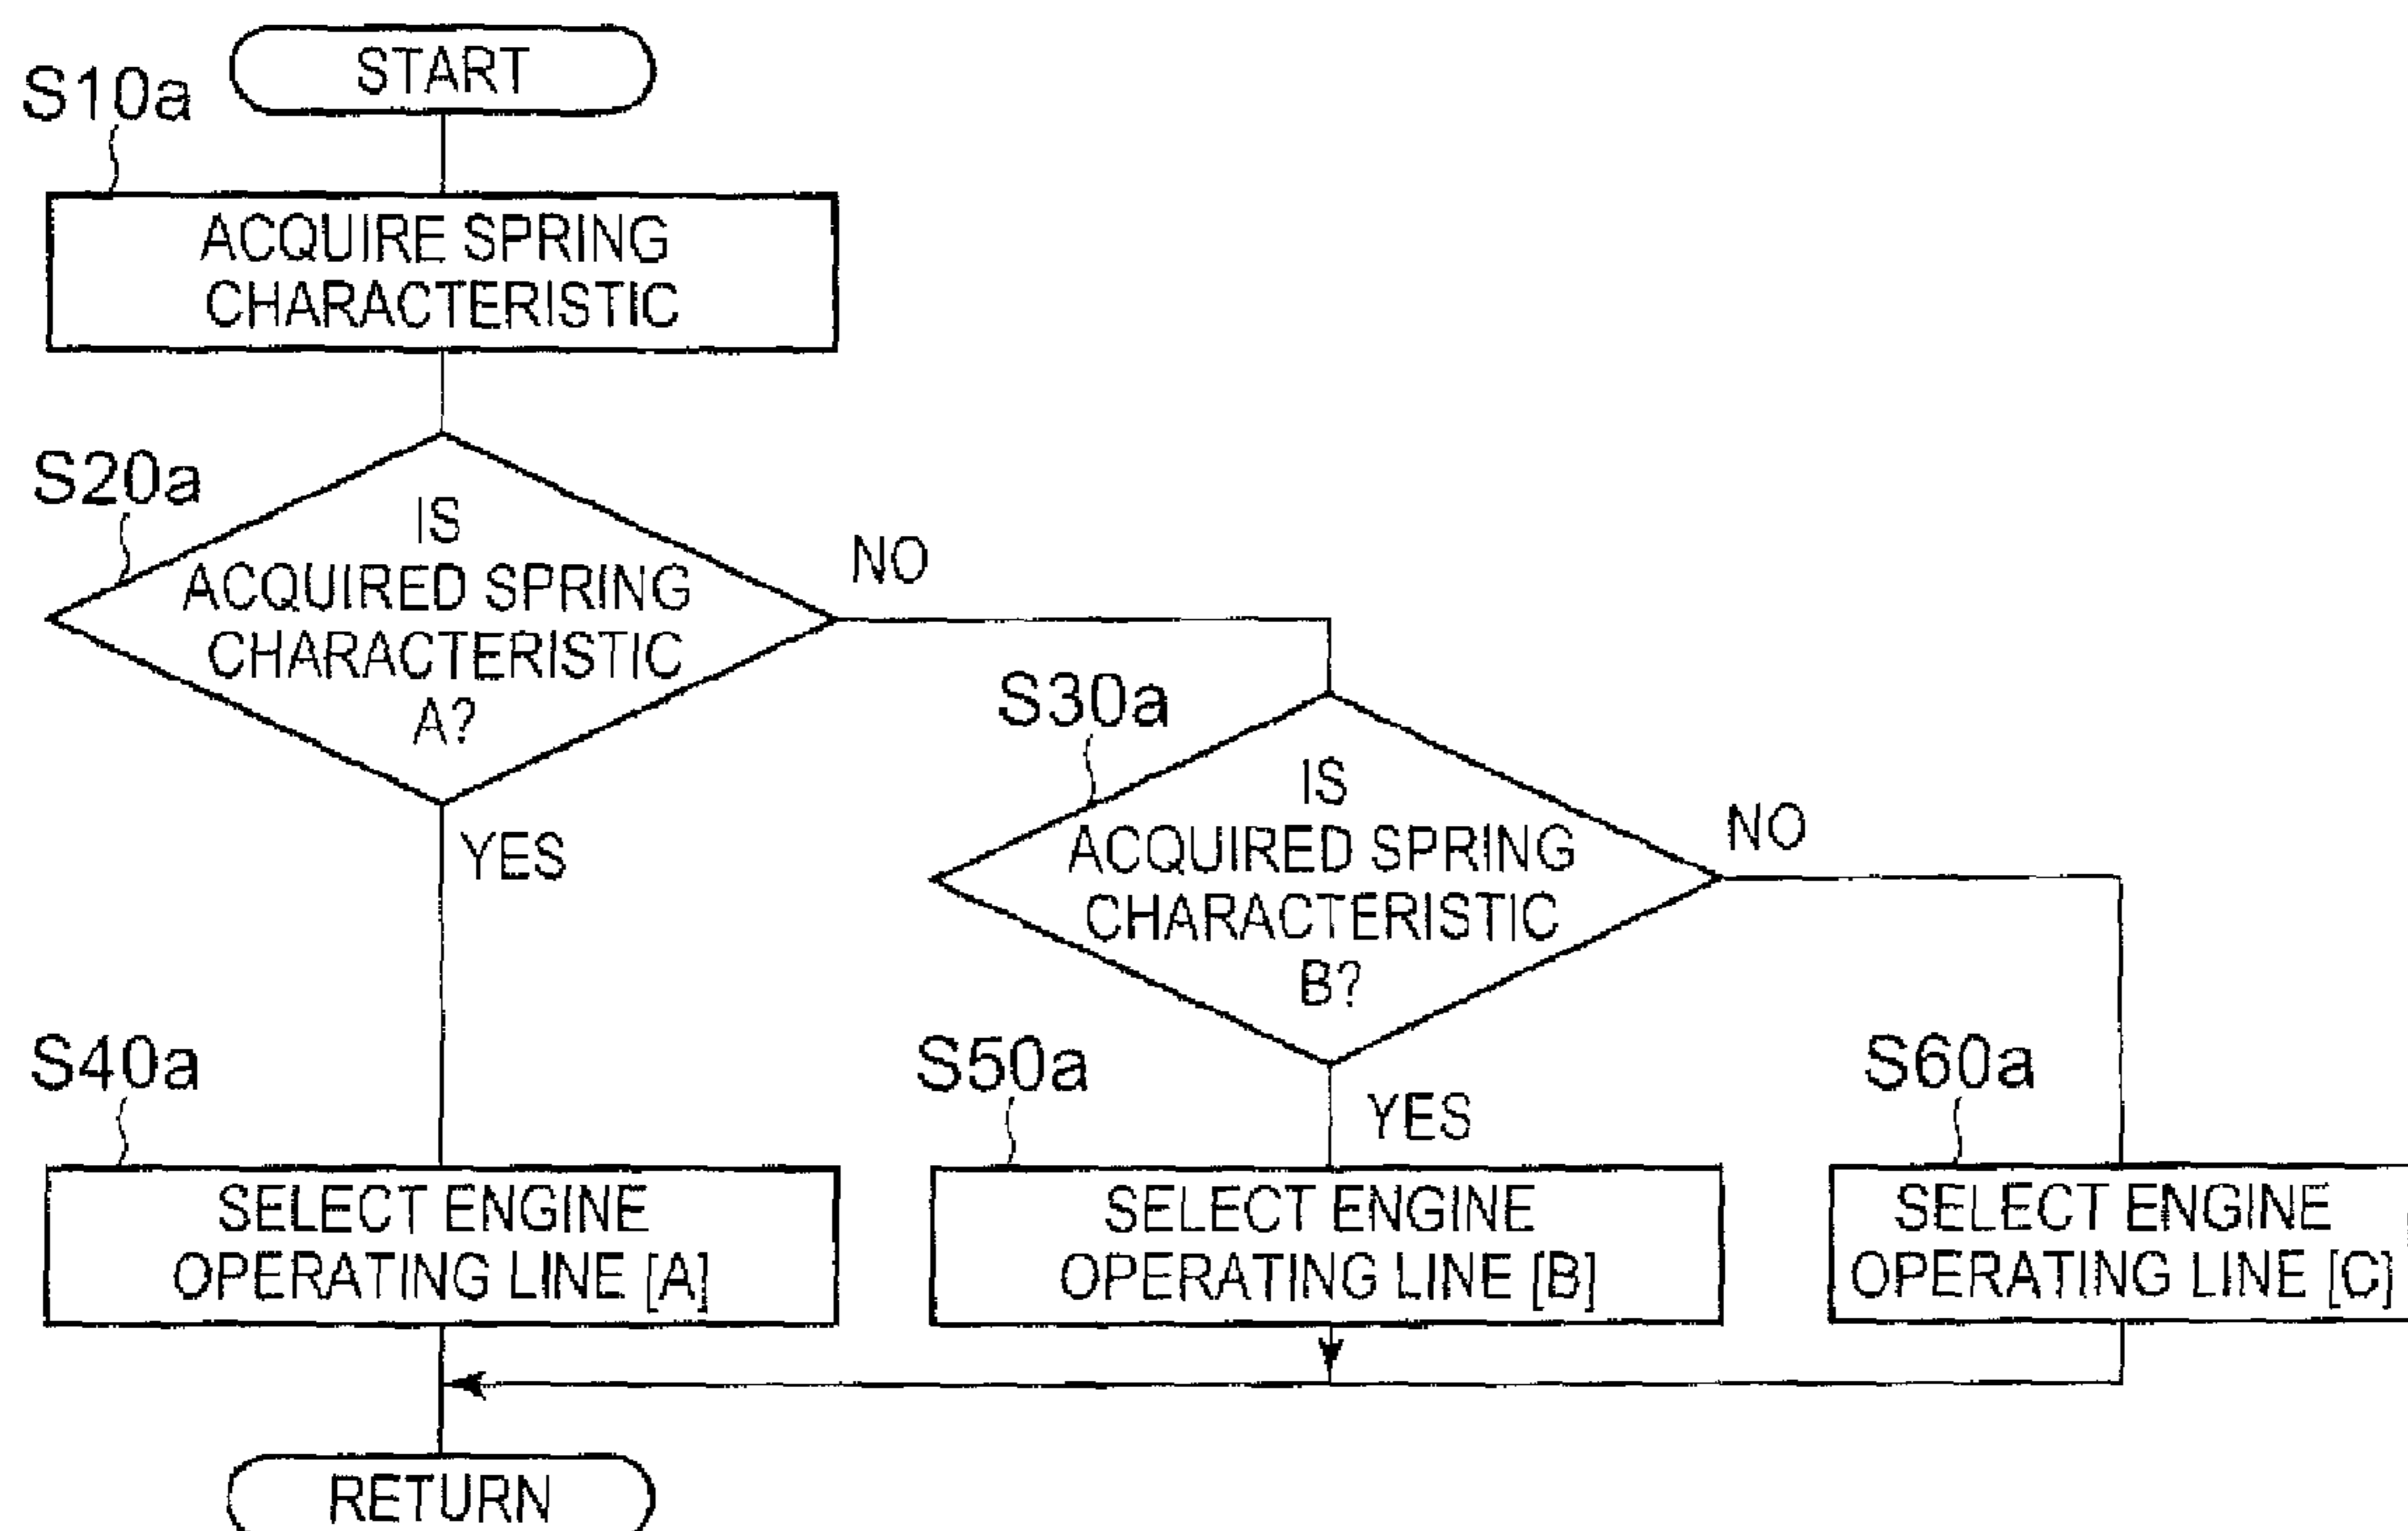 START
S10a
ACQUIRE SPRING
CHARACTERISTIC
S20a
IS
ACQUIRED SPRING
CHARACTERISTIC
A?
NO
YES
S30a
IS
ACQUIRED SPRING
CHARACTERISTIC
B?
NO
YES
S40a
SELECT ENGINE
OPERATING LINE [A]
S50a
SELECT ENGINE
OPERATING LINE [B]
S60a
SELECT ENGINE
OPERATING LINE [C]
RETURN